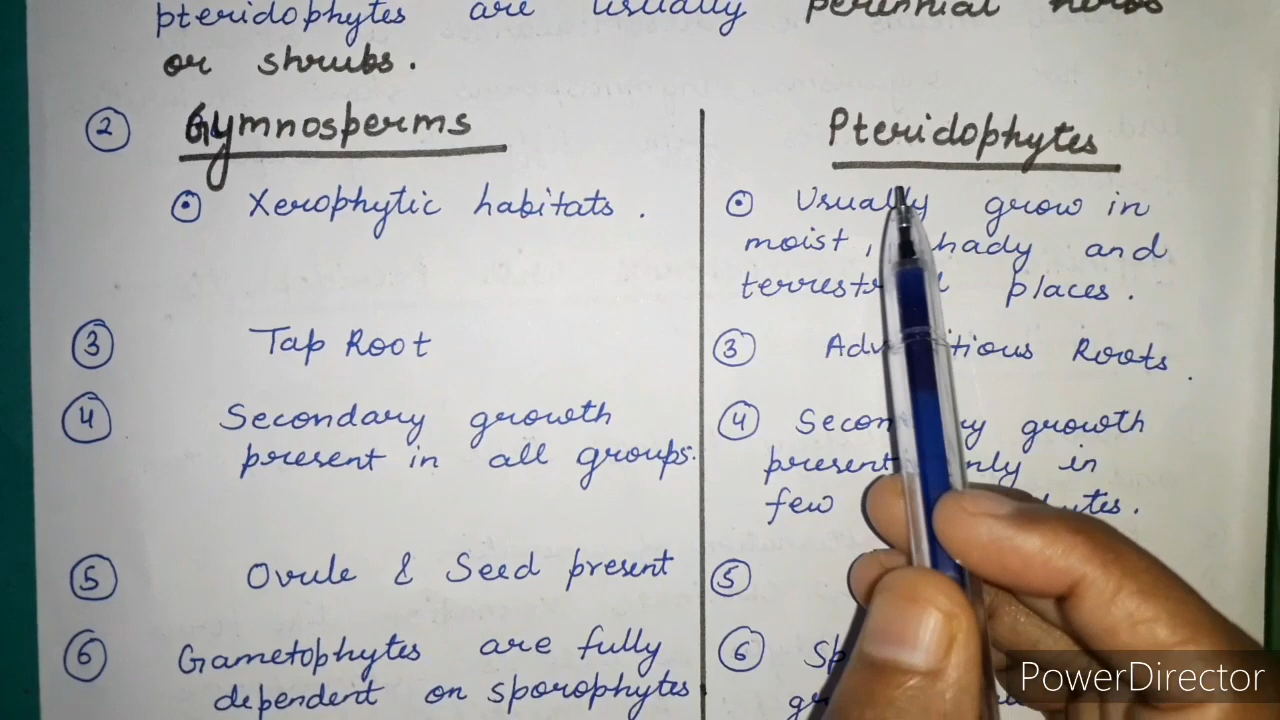 pteridophytes are usually perennial herbs
or shrubs.
② Gymnosperms
Pteridophytes
⊙ Xerophytic habitats.
⊙ Usually grow in
moist, and
places.
③ Tap Root
③ Roots.
④ Secondary growth
present in all groups.
④ growth
present in
few
⑤ Ovule & Seed present
⑤
⑥ Gametophytes are fully
dependent on sporophytes
⑥
PowerDirector